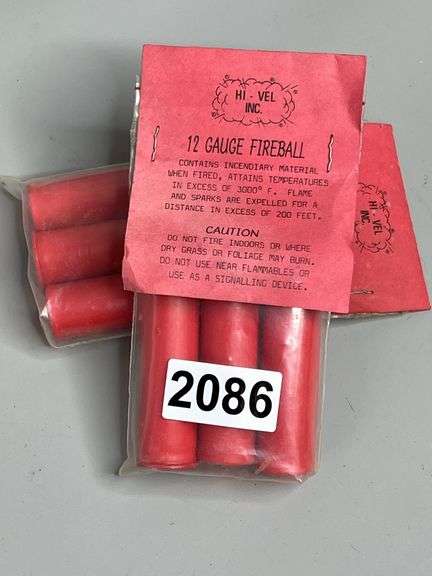 HI - VEL
INC.
12 GAUGE FIREBALL
CONTAINS INCENDIARY MATERIAL
WHEN FIRED, ATTAINS TEMPERATURES
IN EXCESS OF 3000° F. FLAME
AND SPARKS ARE EXPELLED FOR A
DISTANCE IN EXCESS OF 200 FEET.
CAUTION
DO NOT FIRE INDOORS OR WHERE
DRY GRASS OR FOLIAGE MAY BURN.
DO NOT USE NEAR FLAMMABLES OR
USE AS A SIGNALLING DEVICE.
HI - VEL
INC.
2086